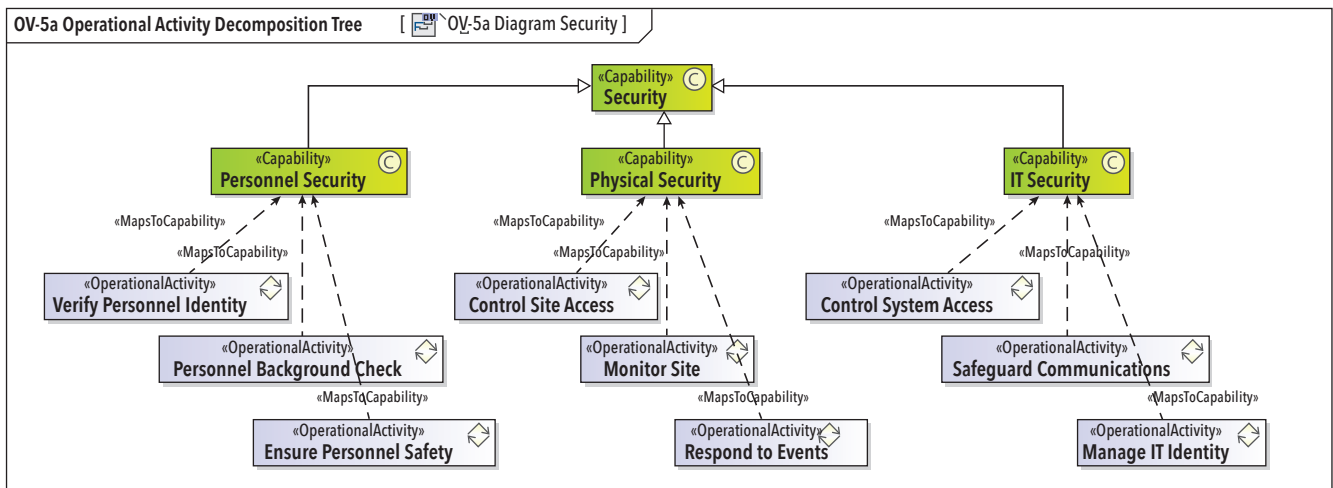 OV-5a Operational Activity Decomposition Tree [ OV OV-5a Diagram Security ]
«Capability» C
Security
«Capability» C
Personnel Security
«Capability» C
Physical Security
«Capability» C
IT Security
«MapsToCapability»
«MapsToCapability»
«MapsToCapability»
«MapsToCapability»
«MapsToCapability»
«MapsToCapability»
«OperationalActivity»
Verify Personnel Identity
«OperationalActivity»
Control Site Access
«OperationalActivity»
Control System Access
«OperationalActivity»
Personnel Background Check
«OperationalActivity»
Monitor Site
«OperationalActivity»
Safeguard Communications
«MapsToCapability»
«MapsToCapability»
«MapsToCapability»
«OperationalActivity»
Ensure Personnel Safety
«OperationalActivity»
Respond to Events
«OperationalActivity»
Manage IT Identity